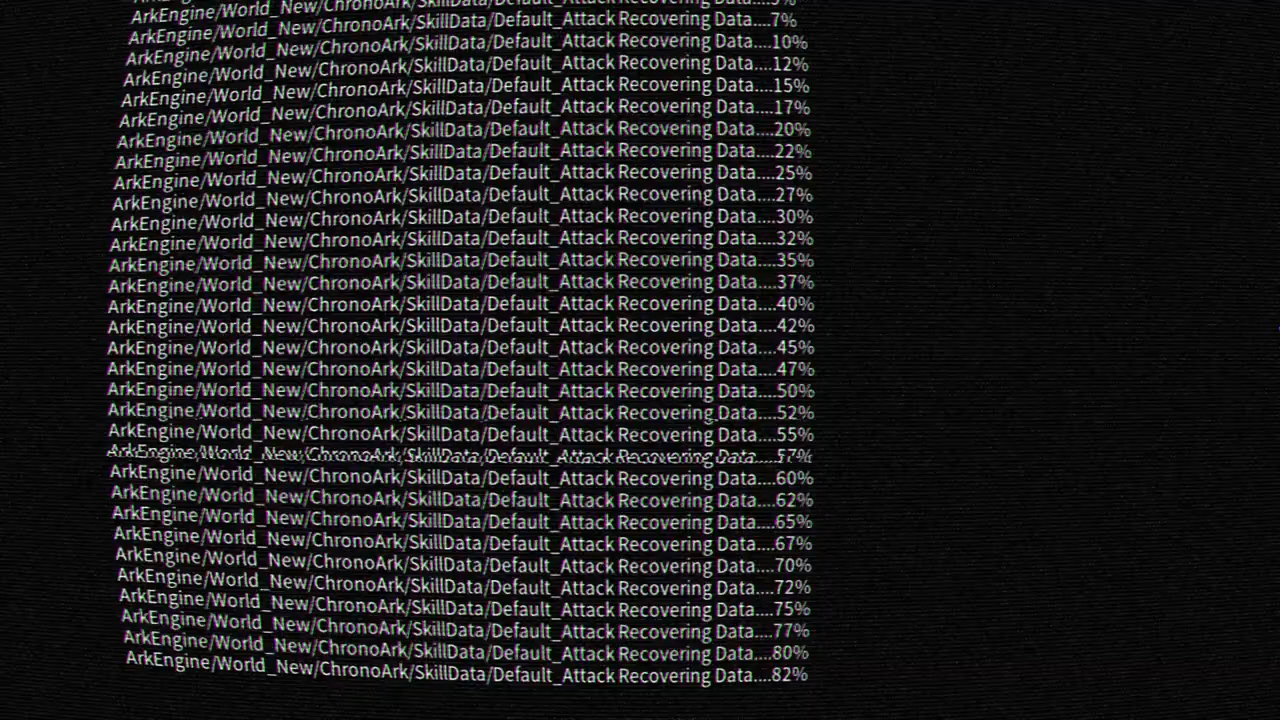 ArkEngine/World_New/ChronoArk/SkillData/Default_Attack Recovering Data....7%
ArkEngine/World_New/ChronoArk/SkillData/Default_Attack Recovering Data....10%
ArkEngine/World_New/ChronoArk/SkillData/Default_Attack Recovering Data....12%
ArkEngine/World_New/ChronoArk/SkillData/Default_Attack Recovering Data....15%
ArkEngine/World_New/ChronoArk/SkillData/Default_Attack Recovering Data....17%
ArkEngine/World_New/ChronoArk/SkillData/Default_Attack Recovering Data....20%
ArkEngine/World_New/ChronoArk/SkillData/Default_Attack Recovering Data....22%
ArkEngine/World_New/ChronoArk/SkillData/Default_Attack Recovering Data....25%
ArkEngine/World_New/ChronoArk/SkillData/Default_Attack Recovering Data....27%
ArkEngine/World_New/ChronoArk/SkillData/Default_Attack Recovering Data....30%
ArkEngine/World_New/ChronoArk/SkillData/Default_Attack Recovering Data....32%
ArkEngine/World_New/ChronoArk/SkillData/Default_Attack Recovering Data....35%
ArkEngine/World_New/ChronoArk/SkillData/Default_Attack Recovering Data....37%
ArkEngine/World_New/ChronoArk/SkillData/Default_Attack Recovering Data....40%
ArkEngine/World_New/ChronoArk/SkillData/Default_Attack Recovering Data....42%
ArkEngine/World_New/ChronoArk/SkillData/Default_Attack Recovering Data....45%
ArkEngine/World_New/ChronoArk/SkillData/Default_Attack Recovering Data....47%
ArkEngine/World_New/ChronoArk/SkillData/Default_Attack Recovering Data....50%
ArkEngine/World_New/ChronoArk/SkillData/Default_Attack Recovering Data....52%
ArkEngine/World_New/ChronoArk/SkillData/Default_Attack Recovering Data....55%
ArkEngine/World_New/ChronoArk/SkillData/Default_Attack Recovering Data....57%
ArkEngine/World_New/ChronoArk/SkillData/Default_Attack Recovering Data....60%
ArkEngine/World_New/ChronoArk/SkillData/Default_Attack Recovering Data....62%
ArkEngine/World_New/ChronoArk/SkillData/Default_Attack Recovering Data....65%
ArkEngine/World_New/ChronoArk/SkillData/Default_Attack Recovering Data....67%
ArkEngine/World_New/ChronoArk/SkillData/Default_Attack Recovering Data....70%
ArkEngine/World_New/ChronoArk/SkillData/Default_Attack Recovering Data....72%
ArkEngine/World_New/ChronoArk/SkillData/Default_Attack Recovering Data....75%
ArkEngine/World_New/ChronoArk/SkillData/Default_Attack Recovering Data....77%
ArkEngine/World_New/ChronoArk/SkillData/Default_Attack Recovering Data....80%
ArkEngine/World_New/ChronoArk/SkillData/Default_Attack Recovering Data....82%